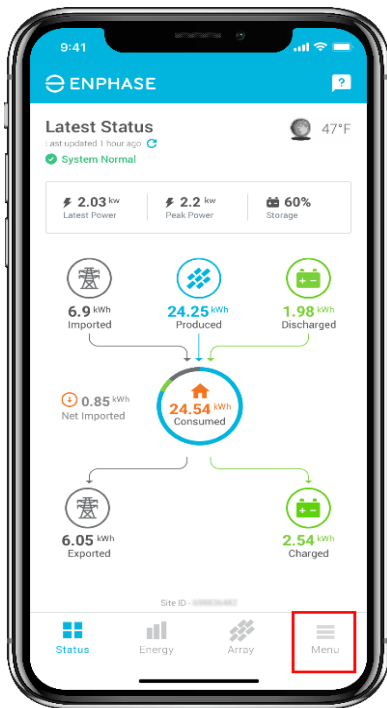 9:41
ENPHASE
?
Latest Status
47°F
Last updated 1 hour ago
System Normal
2.03 kw
2.2 kw
60%
Latest Power
Peak Power
Storage
6.9 kWh
24.25 kWh
1.98 kWh
Imported
Produced
Discharged
0.85 kWh
Net Imported
24.54 kWh
Consumed
6.05 kWh
2.54 kWh
Exported
Charged
Site ID -
Status
Energy
Array
Menu